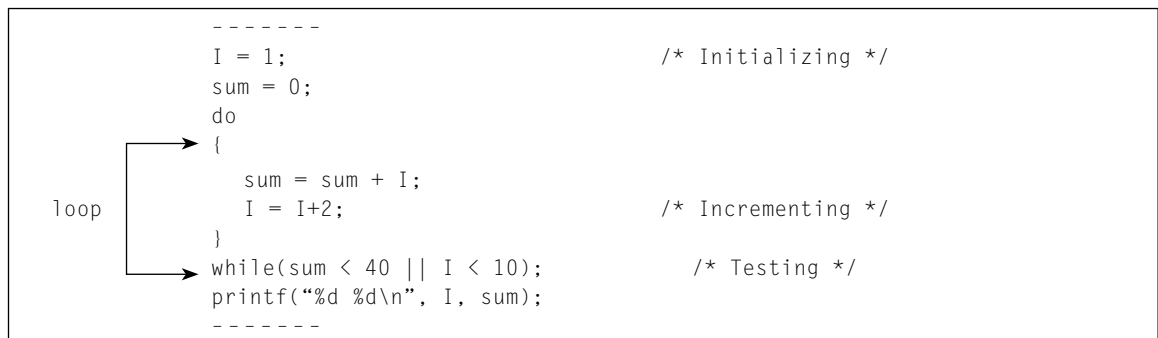 - - - - - - -
I = 1; /* Initializing */
sum = 0;
do
{
sum = sum + I;
loop I = I+2; /* Incrementing */
}
while(sum < 40 || I < 10); /* Testing */
printf(“%d %d\n”, I, sum);
- - - - - - -